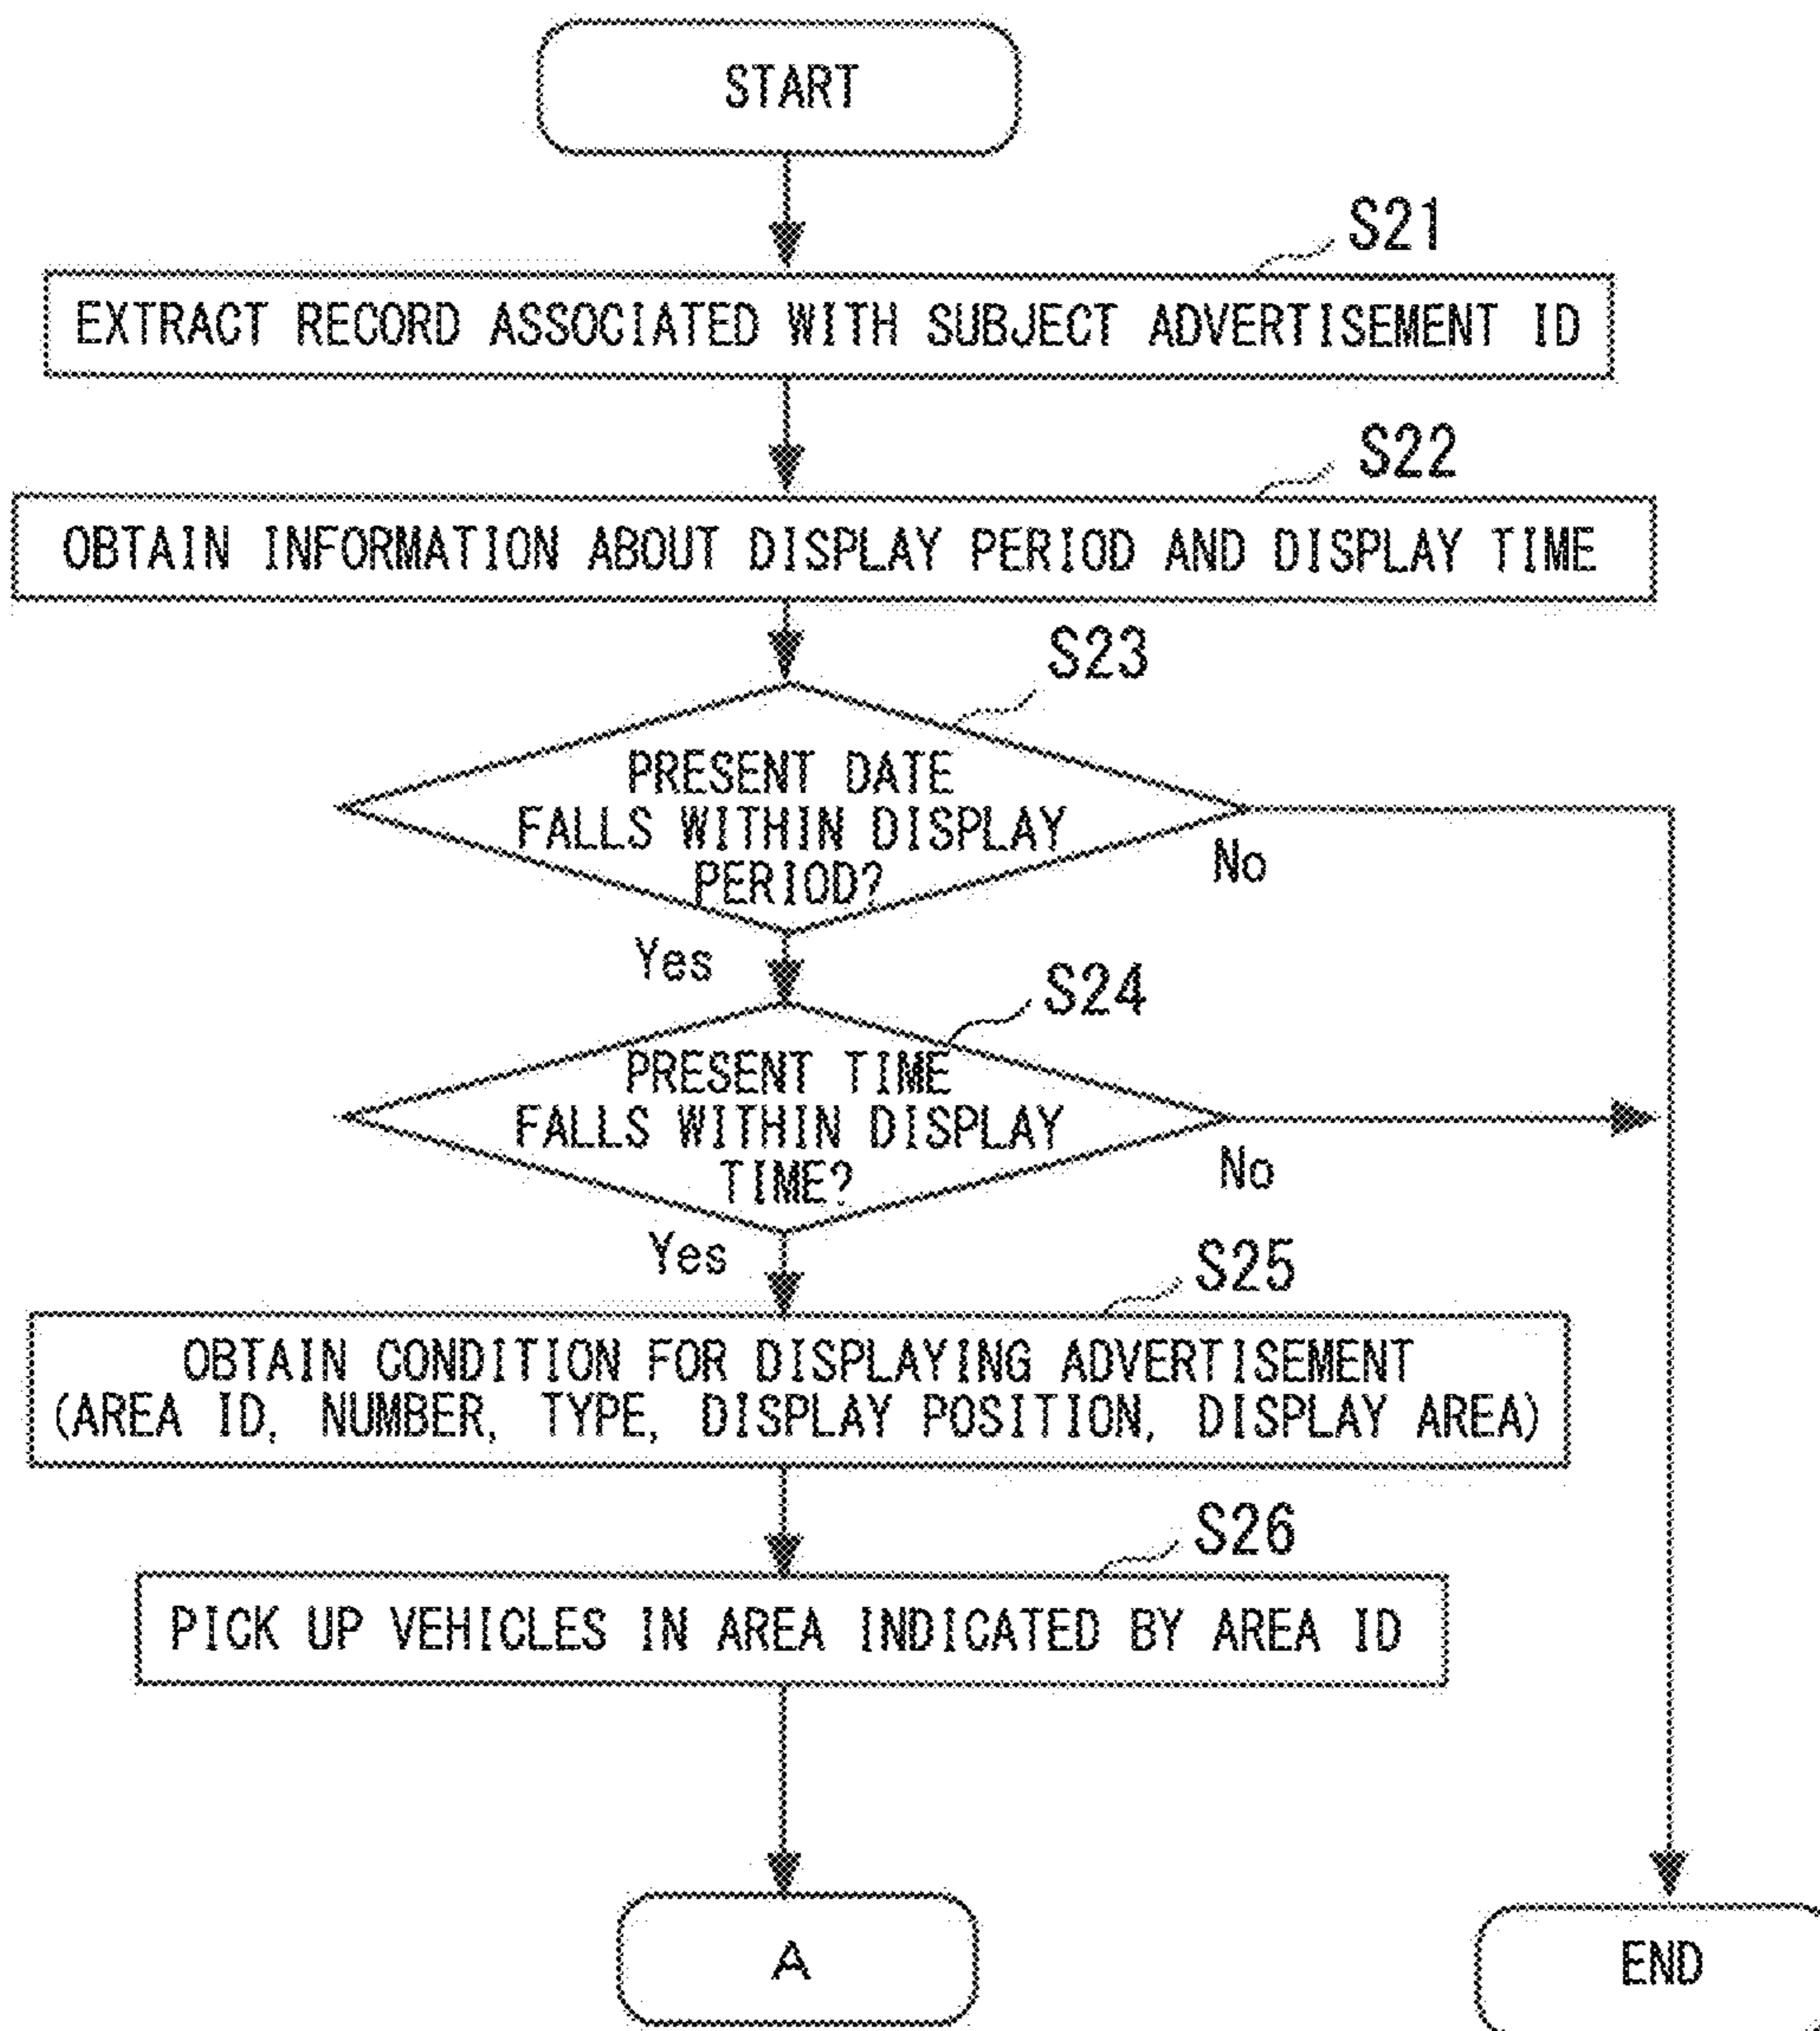 START
S21
EXTRACT RECORD ASSOCIATED WITH SUBJECT ADVERTISEMENT ID
S22
OBTAIN INFORMATION ABOUT DISPLAY PERIOD AND DISPLAY TIME
S23
PRESENT DATE
FALLS WITHIN DISPLAY
PERIOD?
No
Yes
S24
PRESENT TIME
FALLS WITHIN DISPLAY
TIME?
No
Yes
S25
OBTAIN CONDITION FOR DISPLAYING ADVERTISEMENT
(AREA ID, NUMBER, TYPE, DISPLAY POSITION, DISPLAY AREA)
S26
PICK UP VEHICLES IN AREA INDICATED BY AREA ID
A
END